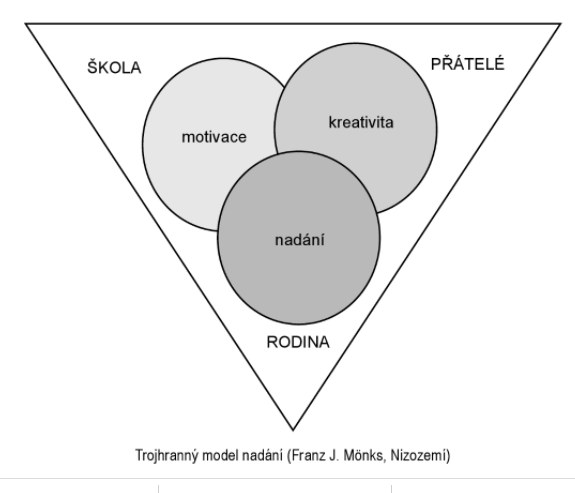 ŠKOLA
PŘÁTELÉ
motivace
kreativita
nadání
RODINA
Trojhranný model nadání (Franz J. Mönks, Nizozemí)